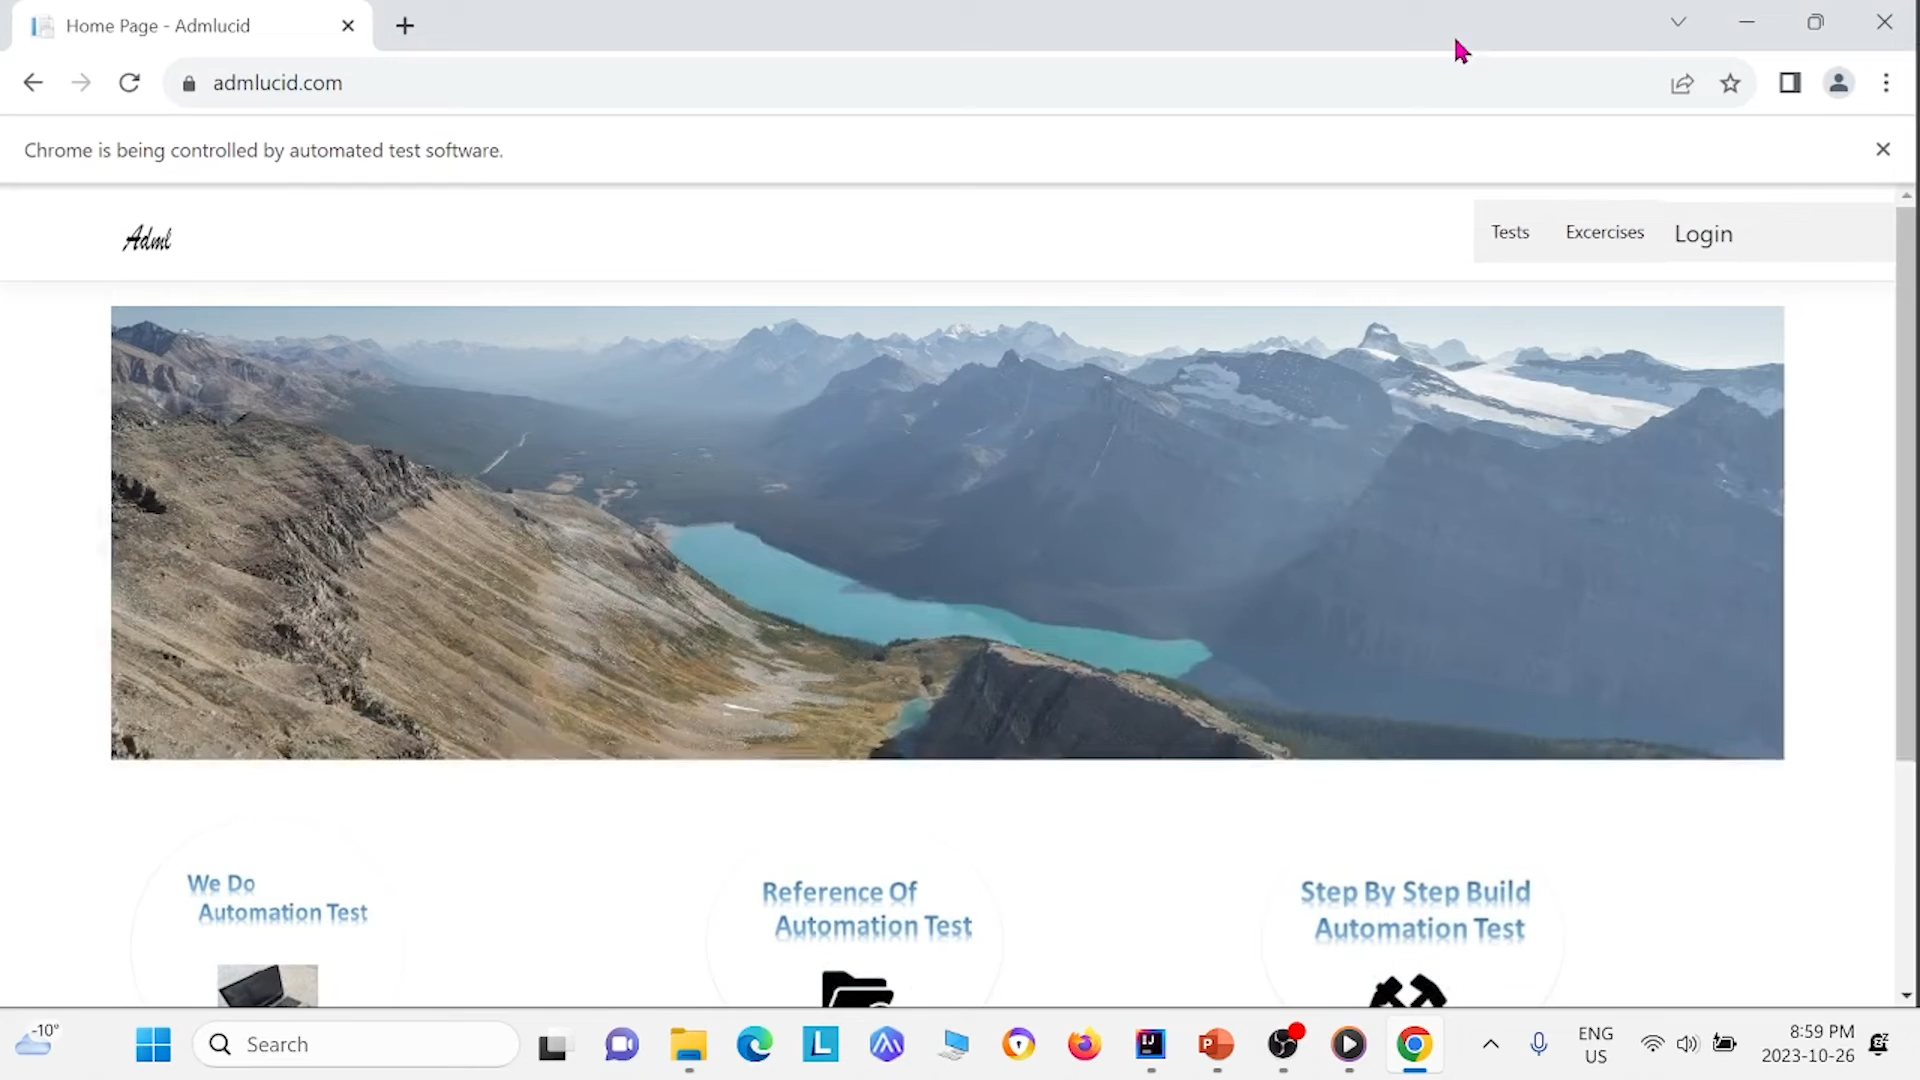 Home Page - Admlucid
admlucid.com
Chrome is being controlled by automated test software.
Adml
Tests Excercises Login
We Do
Automation Test
Reference Of
Automation Test
Step By Step Build
Automation Test
-10°
Search
L
IJ
P
ENG
US
8:59 PM
2023-10-26